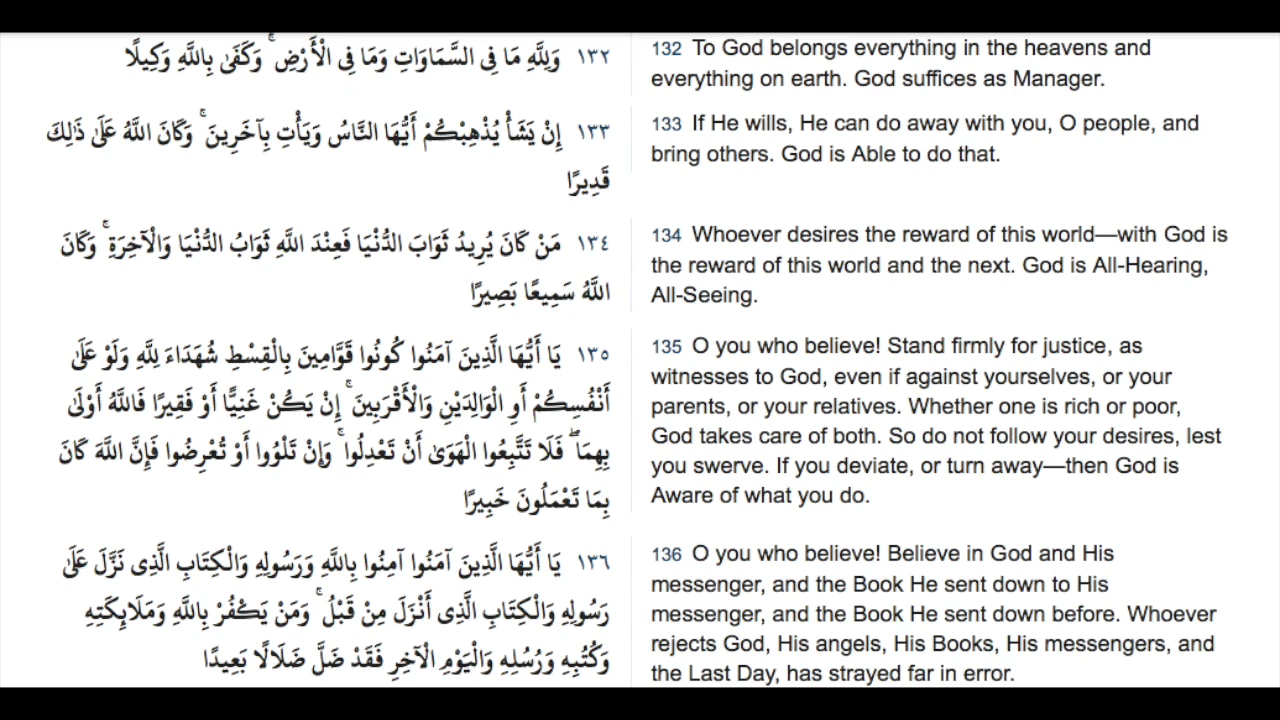 ١٣٢ وَلِلَّهِ مَا فِي السَّمَاوَاتِ وَمَا فِي الْأَرْضِ ۚ وَكَفَىٰ بِاللَّهِ وَكِيلًا
132 To God belongs everything in the heavens and
everything on earth. God suffices as Manager.
١٣٣ إِنْ يَشَأْ يُذْهِبْكُمْ أَيُّهَا النَّاسُ وَيَأْتِ بِآخَرِينَ ۚ وَكَانَ اللَّهُ عَلَىٰ ذَٰلِكَ
قَدِيرًا
133 If He wills, He can do away with you, O people, and
bring others. God is Able to do that.
١٣٤ مَنْ كَانَ يُرِيدُ ثَوَابَ الدُّنْيَا فَعِنْدَ اللَّهِ ثَوَابُ الدُّنْيَا وَالْآخِرَةِ ۚ وَكَانَ
اللَّهُ سَمِيعًا بَصِيرًا
134 Whoever desires the reward of this world—with God is
the reward of this world and the next. God is All-Hearing,
All-Seeing.
١٣٥ يَا أَيُّهَا الَّذِينَ آمَنُوا كُونُوا قَوَّامِينَ بِالْقِسْطِ شُهَدَاءَ لِلَّهِ وَلَوْ عَلَىٰ
أَنْفُسِكُمْ أَوِ الْوَالِدَيْنِ وَالْأَقْرَبِينَ ۚ إِنْ يَكُنْ غَنِيًّا أَوْ فَقِيرًا فَاللَّهُ أَوْلَىٰ
بِهِمَا ۖ فَلَا تَتَّبِعُوا الْهَوَىٰ أَنْ تَعْدِلُوا ۚ وَإِنْ تَلْوُوا أَوْ تُعْرِضُوا فَإِنَّ اللَّهَ كَانَ
بِمَا تَعْمَلُونَ خَبِيرًا
135 O you who believe! Stand firmly for justice, as
witnesses to God, even if against yourselves, or your
parents, or your relatives. Whether one is rich or poor,
God takes care of both. So do not follow your desires, lest
you swerve. If you deviate, or turn away—then God is
Aware of what you do.
١٣٦ يَا أَيُّهَا الَّذِينَ آمَنُوا آمِنُوا بِاللَّهِ وَرَسُولِهِ وَالْكِتَابِ الَّذِي نَزَّلَ عَلَىٰ
رَسُولِهِ وَالْكِتَابِ الَّذِي أَنْزَلَ مِنْ قَبْلُ ۚ وَمَنْ يَكْفُرْ بِاللَّهِ وَمَلَائِكَتِهِ
وَكُتُبِهِ وَرُسُلِهِ وَالْيَوْمِ الْآخِرِ فَقَدْ ضَلَّ ضَلَالًا بَعِيدًا
136 O you who believe! Believe in God and His
messenger, and the Book He sent down to His
messenger, and the Book He sent down before. Whoever
rejects God, His angels, His Books, His messengers, and
the Last Day, has strayed far in error.